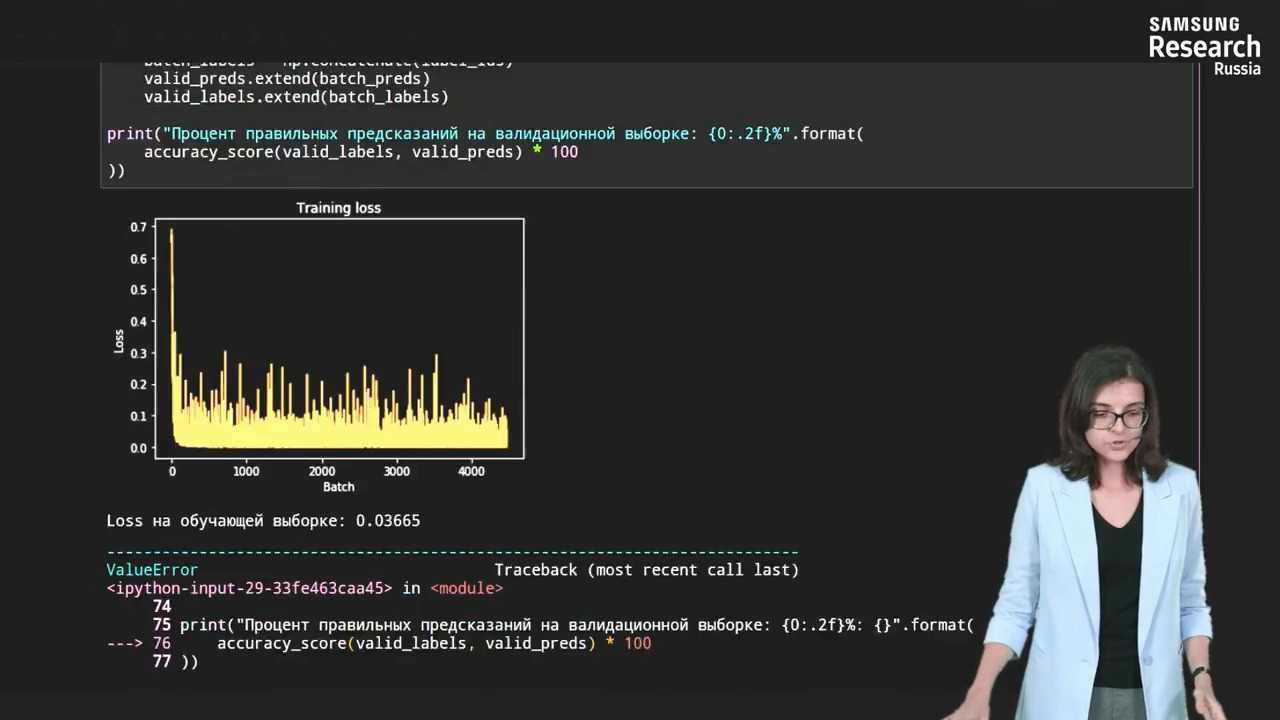 SAMSUNG
Research
Russia
batch_labels = np.concatenate(label_ids)
valid_preds.extend(batch_preds)
valid_labels.extend(batch_labels)
print("Процент правильных предсказаний на валидационной выборке: {0:.2f}%".format(
accuracy_score(valid_labels, valid_preds) * 100
))
Training loss
0.7
0.6
0.5
0.4
0.3
0.2
0.1
0.0
Loss
0 1000 2000 3000 4000
Batch
Loss на обучающей выборке: 0.03665
---------------------------------------------------------------------------
ValueError Traceback (most recent call last)
<ipython-input-29-33fe463caa45> in <module>
74
75 print("Процент правильных предсказаний на валидационной выборке: {0:.2f}%: {}".format(
---> 76 accuracy_score(valid_labels, valid_preds) * 100
77 ))